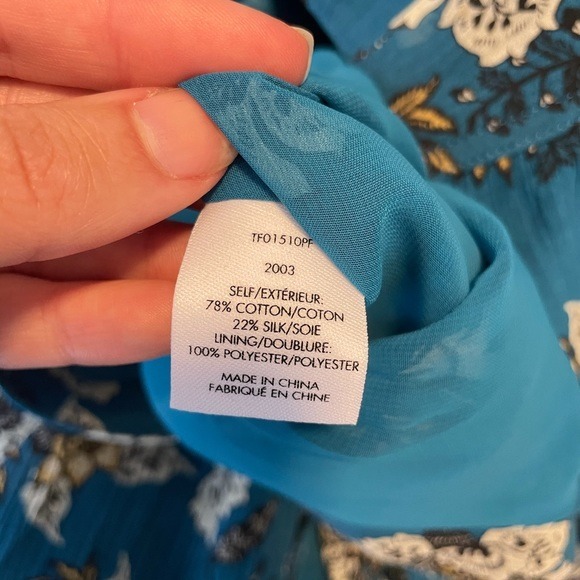 TF01510PF
2003
SELF/EXTÉRIEUR:
78% COTTON/COTON
22% SILK/SOIE
LINING/DOUBLURE:
100% POLYESTER/POLYESTER
MADE IN CHINA
FABRIQUÉ EN CHINE